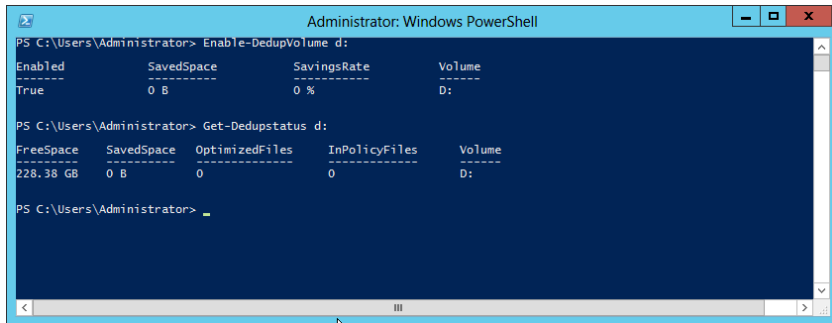 Administrator: Windows PowerShell
PS C:\Users\Administrator> Enable-DedupVolume d:
Enabled SavedSpace SavingsRate Volume
------- ---------- ----------- ------
True 0 B 0 % D:
PS C:\Users\Administrator> Get-Dedupstatus d:
FreeSpace SavedSpace OptimizedFiles InPolicyFiles Volume
--------- ---------- -------------- ------------- ------
228.38 GB 0 B 0 0 D:
PS C:\Users\Administrator> _